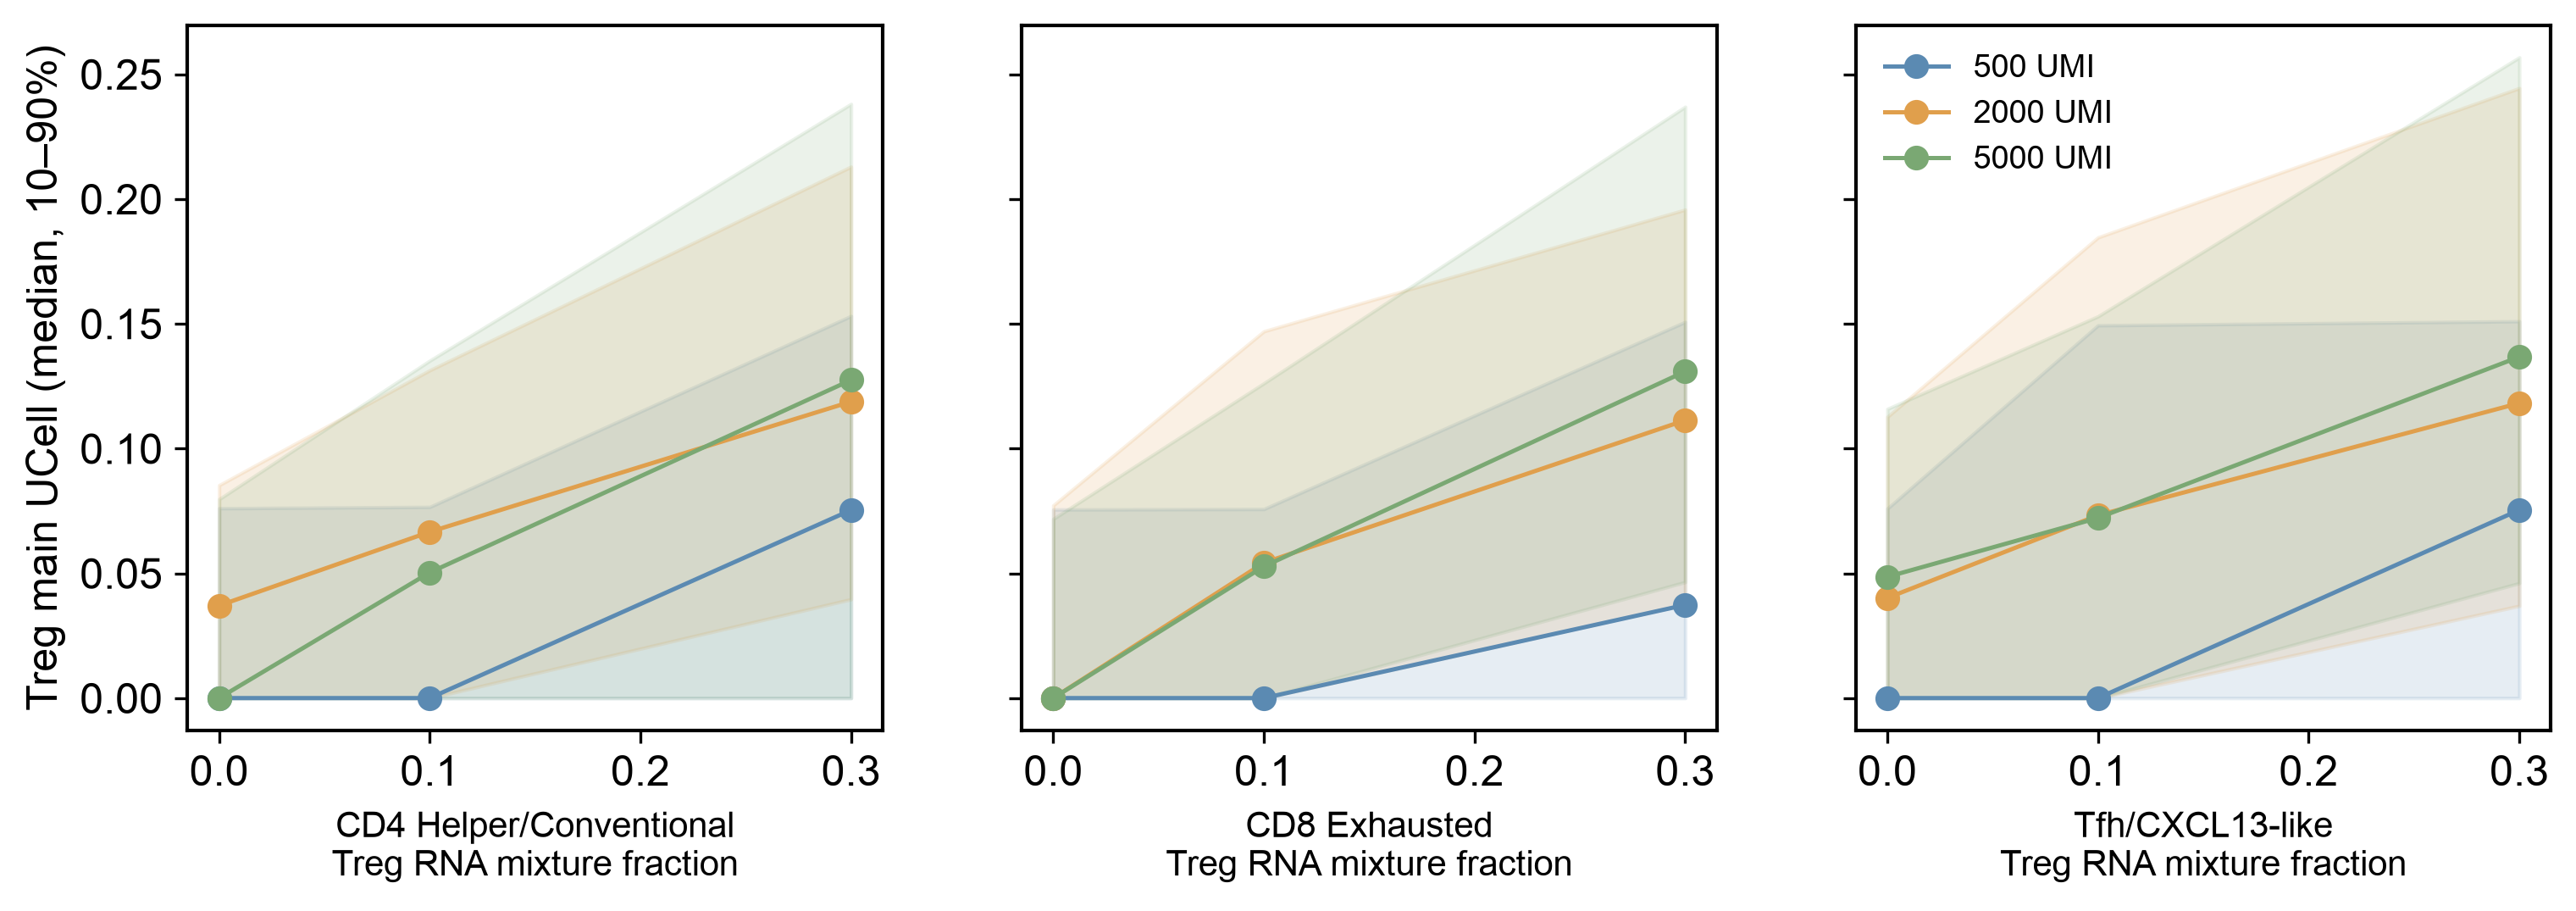 Treg main UCell (median, 10–90%)
0.25
0.20
0.15
0.10
0.05
0.00
0.0 0.1 0.2 0.3
CD4 Helper/Conventional
Treg RNA mixture fraction
0.0 0.1 0.2 0.3
CD8 Exhausted
Treg RNA mixture fraction
500 UMI
2000 UMI
5000 UMI
0.0 0.1 0.2 0.3
Tfh/CXCL13-like
Treg RNA mixture fraction